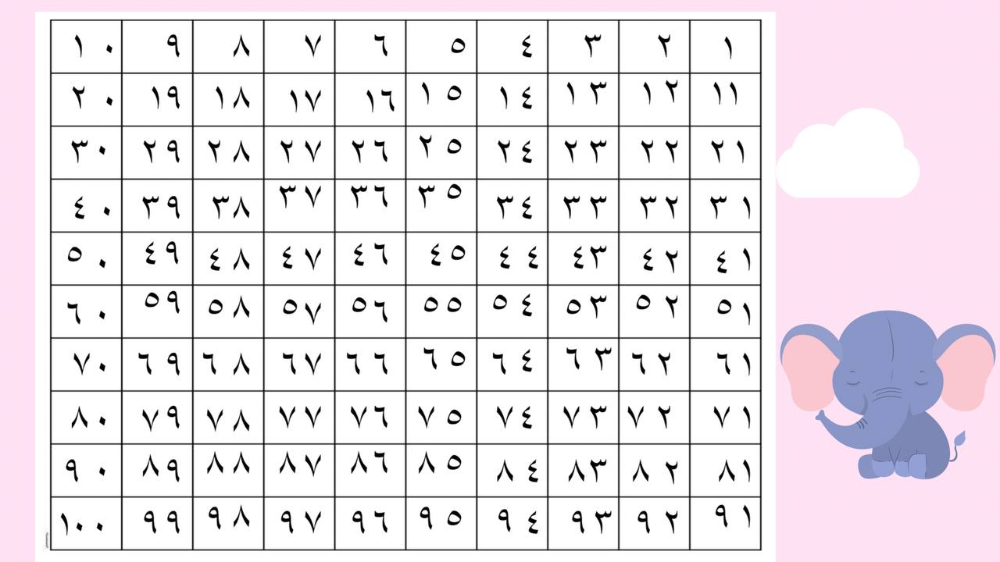 ١ ٢ ٣ ٤ ٥ ٦ ٧ ٨ ٩ ١٠
١١ ١٢ ١٣ ١٤ ١٥ ١٦ ١٧ ١٨ ١٩ ٢٠
٢١ ٢٢ ٢٣ ٢٤ ٢٥ ٢٦ ٢٧ ٢٨ ٢٩ ٣٠
٣١ ٣٢ ٣٣ ٣٤ ٣٥ ٣٦ ٣٧ ٣٨ ٣٩ ٤٠
٤١ ٤٢ ٤٣ ٤٤ ٤٥ ٤٦ ٤٧ ٤٨ ٤٩ ٥٠
٥١ ٥٢ ٥٣ ٥٤ ٥٥ ٥٦ ٥٧ ٥٨ ٥٩ ٦٠
٦١ ٦٢ ٦٣ ٦٤ ٦٥ ٦٦ ٦٧ ٦٨ ٦٩ ٧٠
٧١ ٧٢ ٧٣ ٧٤ ٧٥ ٧٦ ٧٧ ٧٨ ٧٩ ٨٠
٨١ ٨٢ ٨٣ ٨٤ ٨٥ ٨٦ ٨٧ ٨٨ ٨٩ ٩٠
٩١ ٩٢ ٩٣ ٩٤ ٩٥ ٩٦ ٩٧ ٩٨ ٩٩ ١٠٠